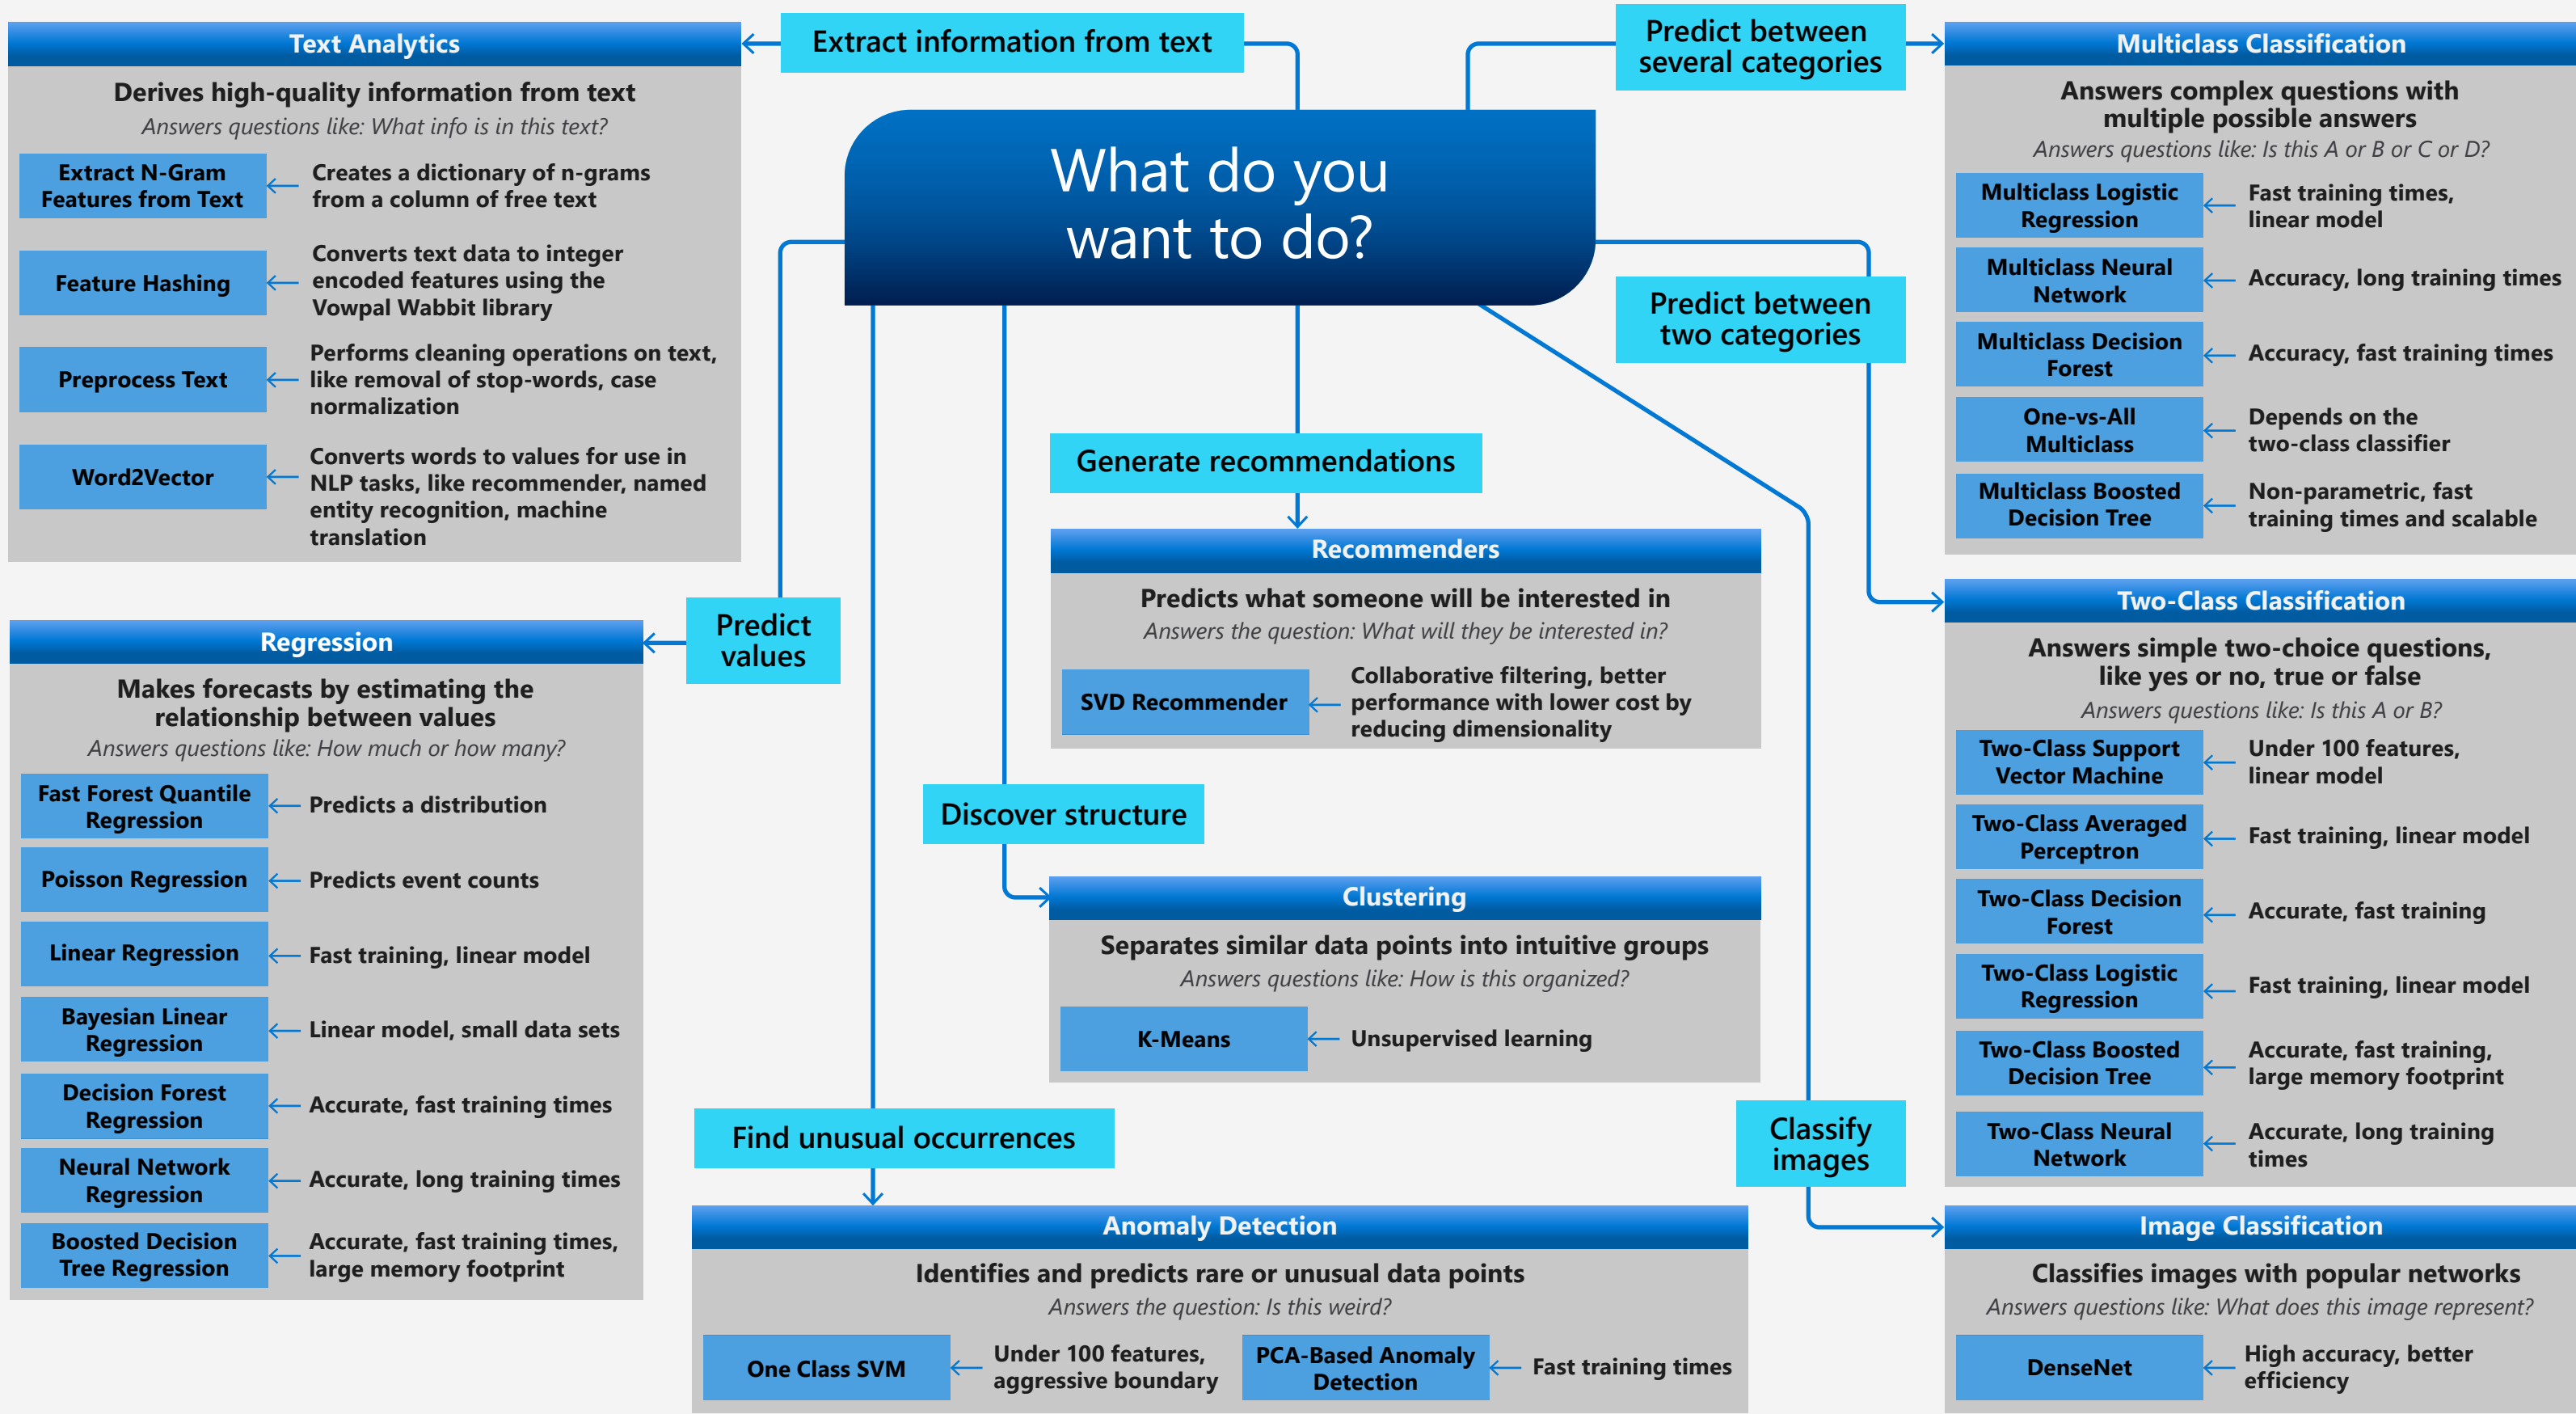 What do you
want to do?
Extract information from text
Text Analytics
Derives high-quality information from text
Answers questions like: What info is in this text?
Extract N-Gram
Features from Text
Creates a dictionary of n-grams
from a column of free text
Feature Hashing
Converts text data to integer
encoded features using the
Vowpal Wabbit library
Preprocess Text
Performs cleaning operations on text,
like removal of stop-words, case
normalization
Word2Vector
Converts words to values for use in
NLP tasks, like recommender, named
entity recognition, machine
translation
Predict
values
Regression
Makes forecasts by estimating the
relationship between values
Answers questions like: How much or how many?
Fast Forest Quantile
Regression
Predicts a distribution
Poisson Regression
Predicts event counts
Linear Regression
Fast training, linear model
Bayesian Linear
Regression
Linear model, small data sets
Decision Forest
Regression
Accurate, fast training times
Neural Network
Regression
Accurate, long training times
Boosted Decision
Tree Regression
Accurate, fast training times,
large memory footprint
Generate recommendations
Recommenders
Predicts what someone will be interested in
Answers the question: What will they be interested in?
SVD Recommender
Collaborative filtering, better
performance with lower cost by
reducing dimensionality
Discover structure
Clustering
Separates similar data points into intuitive groups
Answers questions like: How is this organized?
K-Means
Unsupervised learning
Find unusual occurrences
Anomaly Detection
Identifies and predicts rare or unusual data points
Answers the question: Is this weird?
One Class SVM
Under 100 features,
aggressive boundary
PCA-Based Anomaly
Detection
Fast training times
Predict between
several categories
Multiclass Classification
Answers complex questions with
multiple possible answers
Answers questions like: Is this A or B or C or D?
Multiclass Logistic
Regression
Fast training times,
linear model
Multiclass Neural
Network
Accuracy, long training times
Multiclass Decision
Forest
Accuracy, fast training times
One-vs-All
Multiclass
Depends on the
two-class classifier
Multiclass Boosted
Decision Tree
Non-parametric, fast
training times and scalable
Predict between
two categories
Two-Class Classification
Answers simple two-choice questions,
like yes or no, true or false
Answers questions like: Is this A or B?
Two-Class Support
Vector Machine
Under 100 features,
linear model
Two-Class Averaged
Perceptron
Fast training, linear model
Two-Class Decision
Forest
Accurate, fast training
Two-Class Logistic
Regression
Fast training, linear model
Two-Class Boosted
Decision Tree
Accurate, fast training,
large memory footprint
Two-Class Neural
Network
Accurate, long training
times
Classify
images
Image Classification
Classifies images with popular networks
Answers questions like: What does this image represent?
DenseNet
High accuracy, better
efficiency